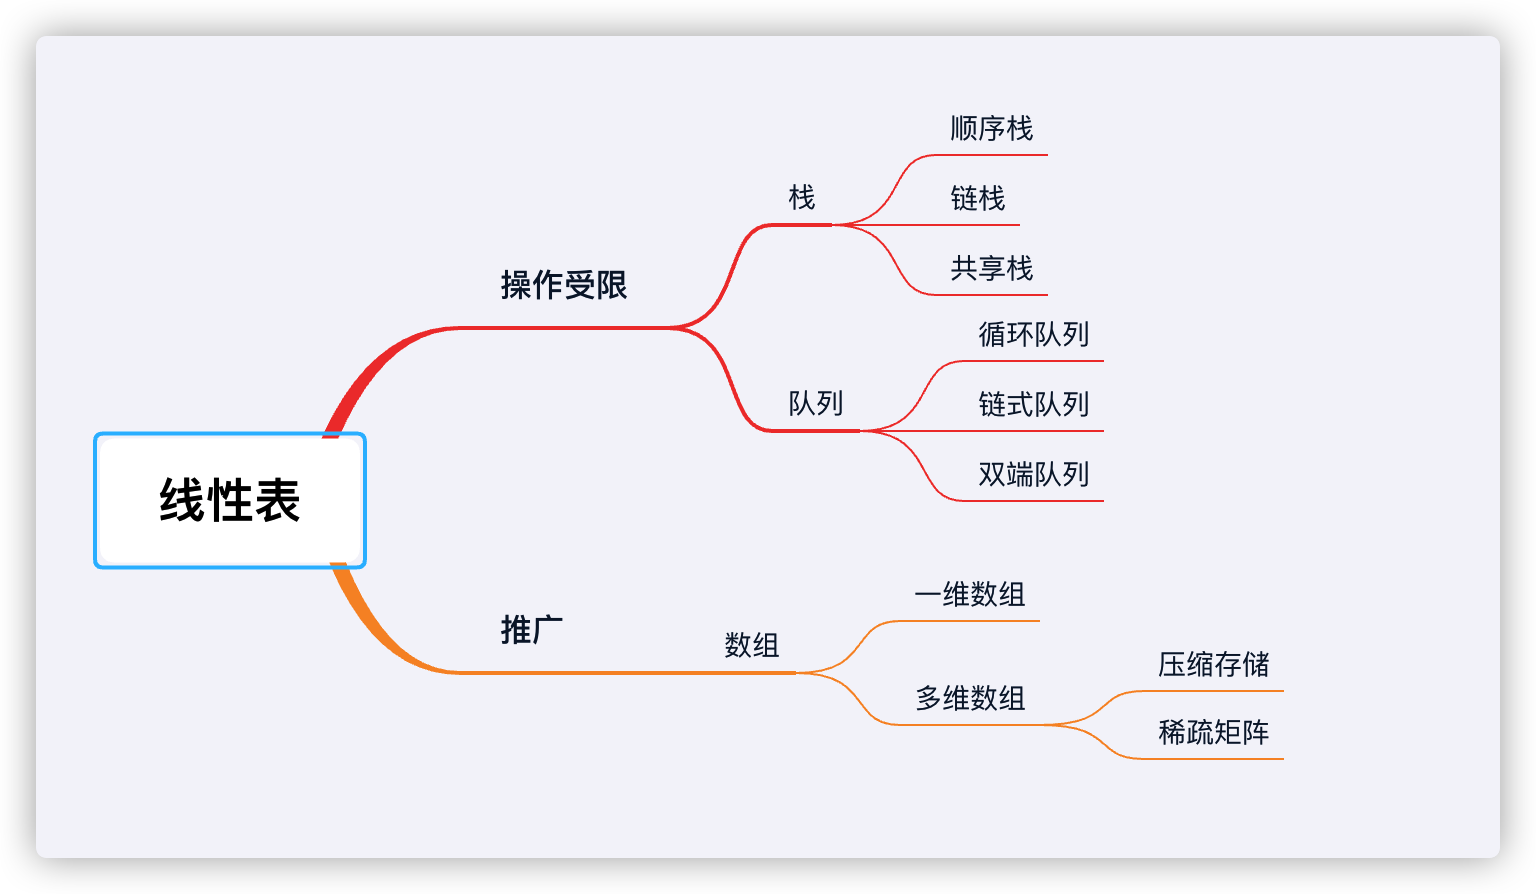 线性表
操作受限
栈
顺序栈
链栈
共享栈
队列
循环队列
链式队列
双端队列
推广
数组
一维数组
多维数组
压缩存储
稀疏矩阵